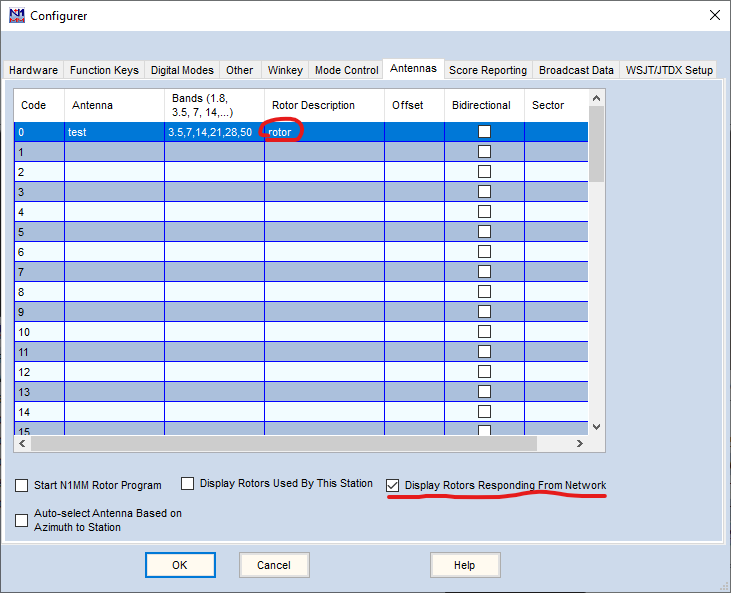 N1MM
Configurer
Hardware Function Keys Digital Modes Other Winkey Mode Control Antennas Score Reporting Broadcast Data WSJT/JTDX Setup
Code Antenna Bands (1.8, 3.5, 7, 14,...) Rotor Description Offset Bidirectional Sector
0 test 3.5,7,14,21,28,50 rotor
1
2
3
4
5
6
7
8
9
10
11
12
13
14
15
Start N1MM Rotor Program Display Rotors Used By This Station Display Rotors Responding From Network
Auto-select Antenna Based on
Azimuth to Station
OK Cancel Help